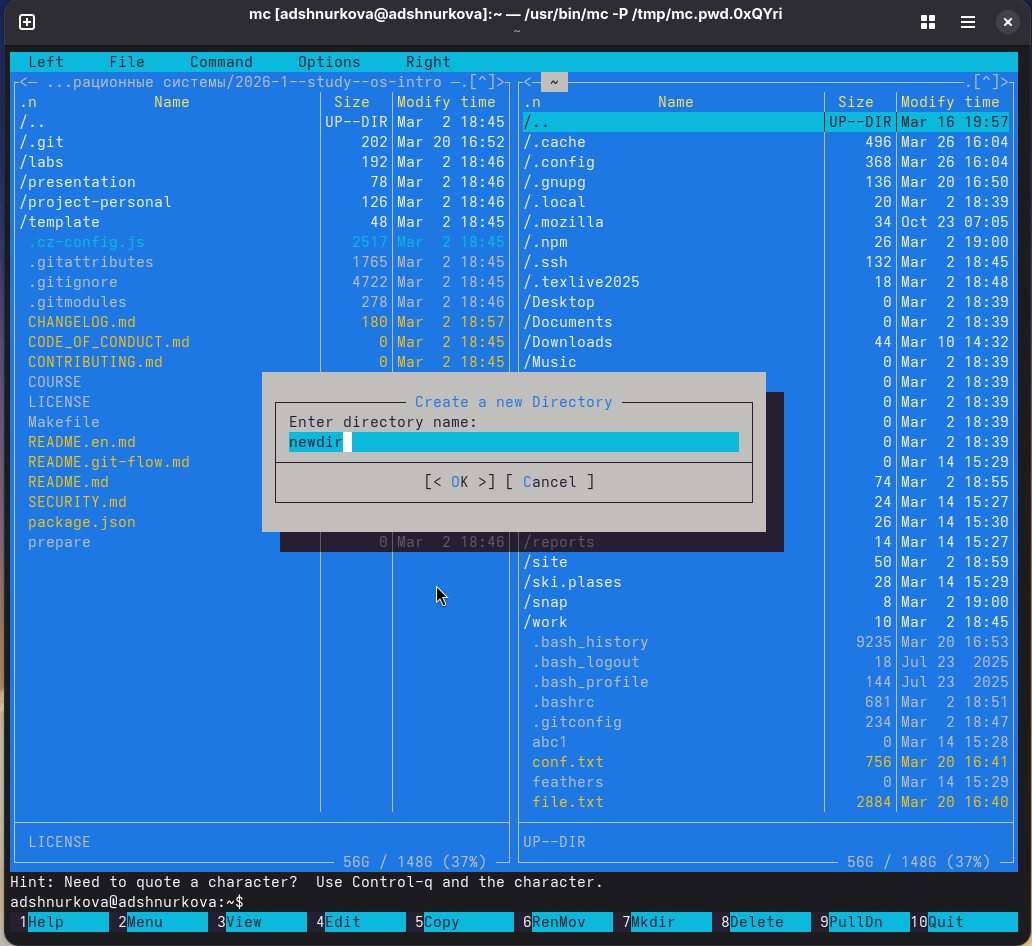 mc [adshnurkova@adshnurkova]:~ — /usr/bin/mc -P /tmp/mc.pwd.0xQYri
~
Left File Command Options Right
<─ ...рационные системы/2026-1--study--os-intro ─.[^]>
.n Name Size Modify time
/.. UP--DIR Mar 2 18:45
/.git 202 Mar 20 16:52
/labs 192 Mar 2 18:46
/presentation 78 Mar 2 18:46
/project-personal 126 Mar 2 18:46
/template 48 Mar 2 18:45
.cz-config.js 2517 Mar 2 18:45
.gitattributes 1765 Mar 2 18:45
.gitignore 4722 Mar 2 18:45
.gitmodules 278 Mar 2 18:46
CHANGELOG.md 180 Mar 2 18:57
CODE_OF_CONDUCT.md 0 Mar 2 18:45
CONTRIBUTING.md 0 Mar 2 18:45
COURSE
LICENSE
Makefile
README.en.md
README.git-flow.md
README.md
SECURITY.md
package.json
prepare 0 Mar 2 18:46
LICENSE
56G / 148G (37%)
<─ ~ .[^]>
.n Name Size Modify time
/.. UP--DIR Mar 16 19:57
/.cache 496 Mar 26 16:04
/.config 368 Mar 26 16:04
/.gnupg 136 Mar 20 16:50
/.local 20 Mar 2 18:39
/.mozilla 34 Oct 23 07:05
/.npm 26 Mar 2 19:00
/.ssh 132 Mar 2 18:45
/.texlive2025 18 Mar 2 18:48
/Desktop 0 Mar 2 18:39
/Documents 0 Mar 2 18:39
/Downloads 44 Mar 10 14:32
/Music 0 Mar 2 18:39
0 Mar 2 18:39
0 Mar 2 18:39
0 Mar 2 18:39
0 Mar 2 18:39
0 Mar 14 15:29
74 Mar 2 18:55
24 Mar 14 15:27
26 Mar 14 15:30
/reports 14 Mar 14 15:27
/site 50 Mar 2 18:59
/ski.plases 28 Mar 14 15:29
/snap 8 Mar 2 19:00
/work 10 Mar 2 18:45
.bash_history 9235 Mar 20 16:53
.bash_logout 18 Jul 23 2025
.bash_profile 144 Jul 23 2025
.bashrc 681 Mar 2 18:51
.gitconfig 234 Mar 2 18:47
abc1 0 Mar 14 15:28
conf.txt 756 Mar 20 16:41
feathers 0 Mar 14 15:29
file.txt 2884 Mar 20 16:40
UP--DIR
56G / 148G (37%)
Create a new Directory
Enter directory name:
newdir
[< OK >] [ Cancel ]
Hint: Need to quote a character? Use Control-q and the character.
adshnurkova@adshnurkova:~$
1Help 2Menu 3View 4Edit 5Copy 6RenMov 7Mkdir 8Delete 9PullDn 10Quit